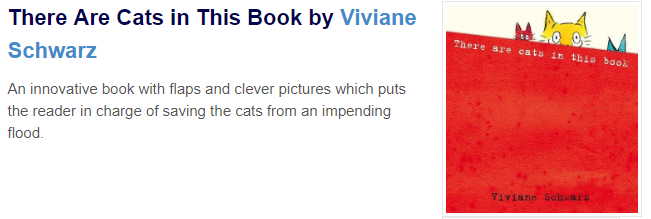 There Are Cats in This Book by Viviane
Schwarz
An innovative book with flaps and clever pictures which puts
the reader in charge of saving the cats from an impending
flood.
There are cats in this book
Viviane Schwarz